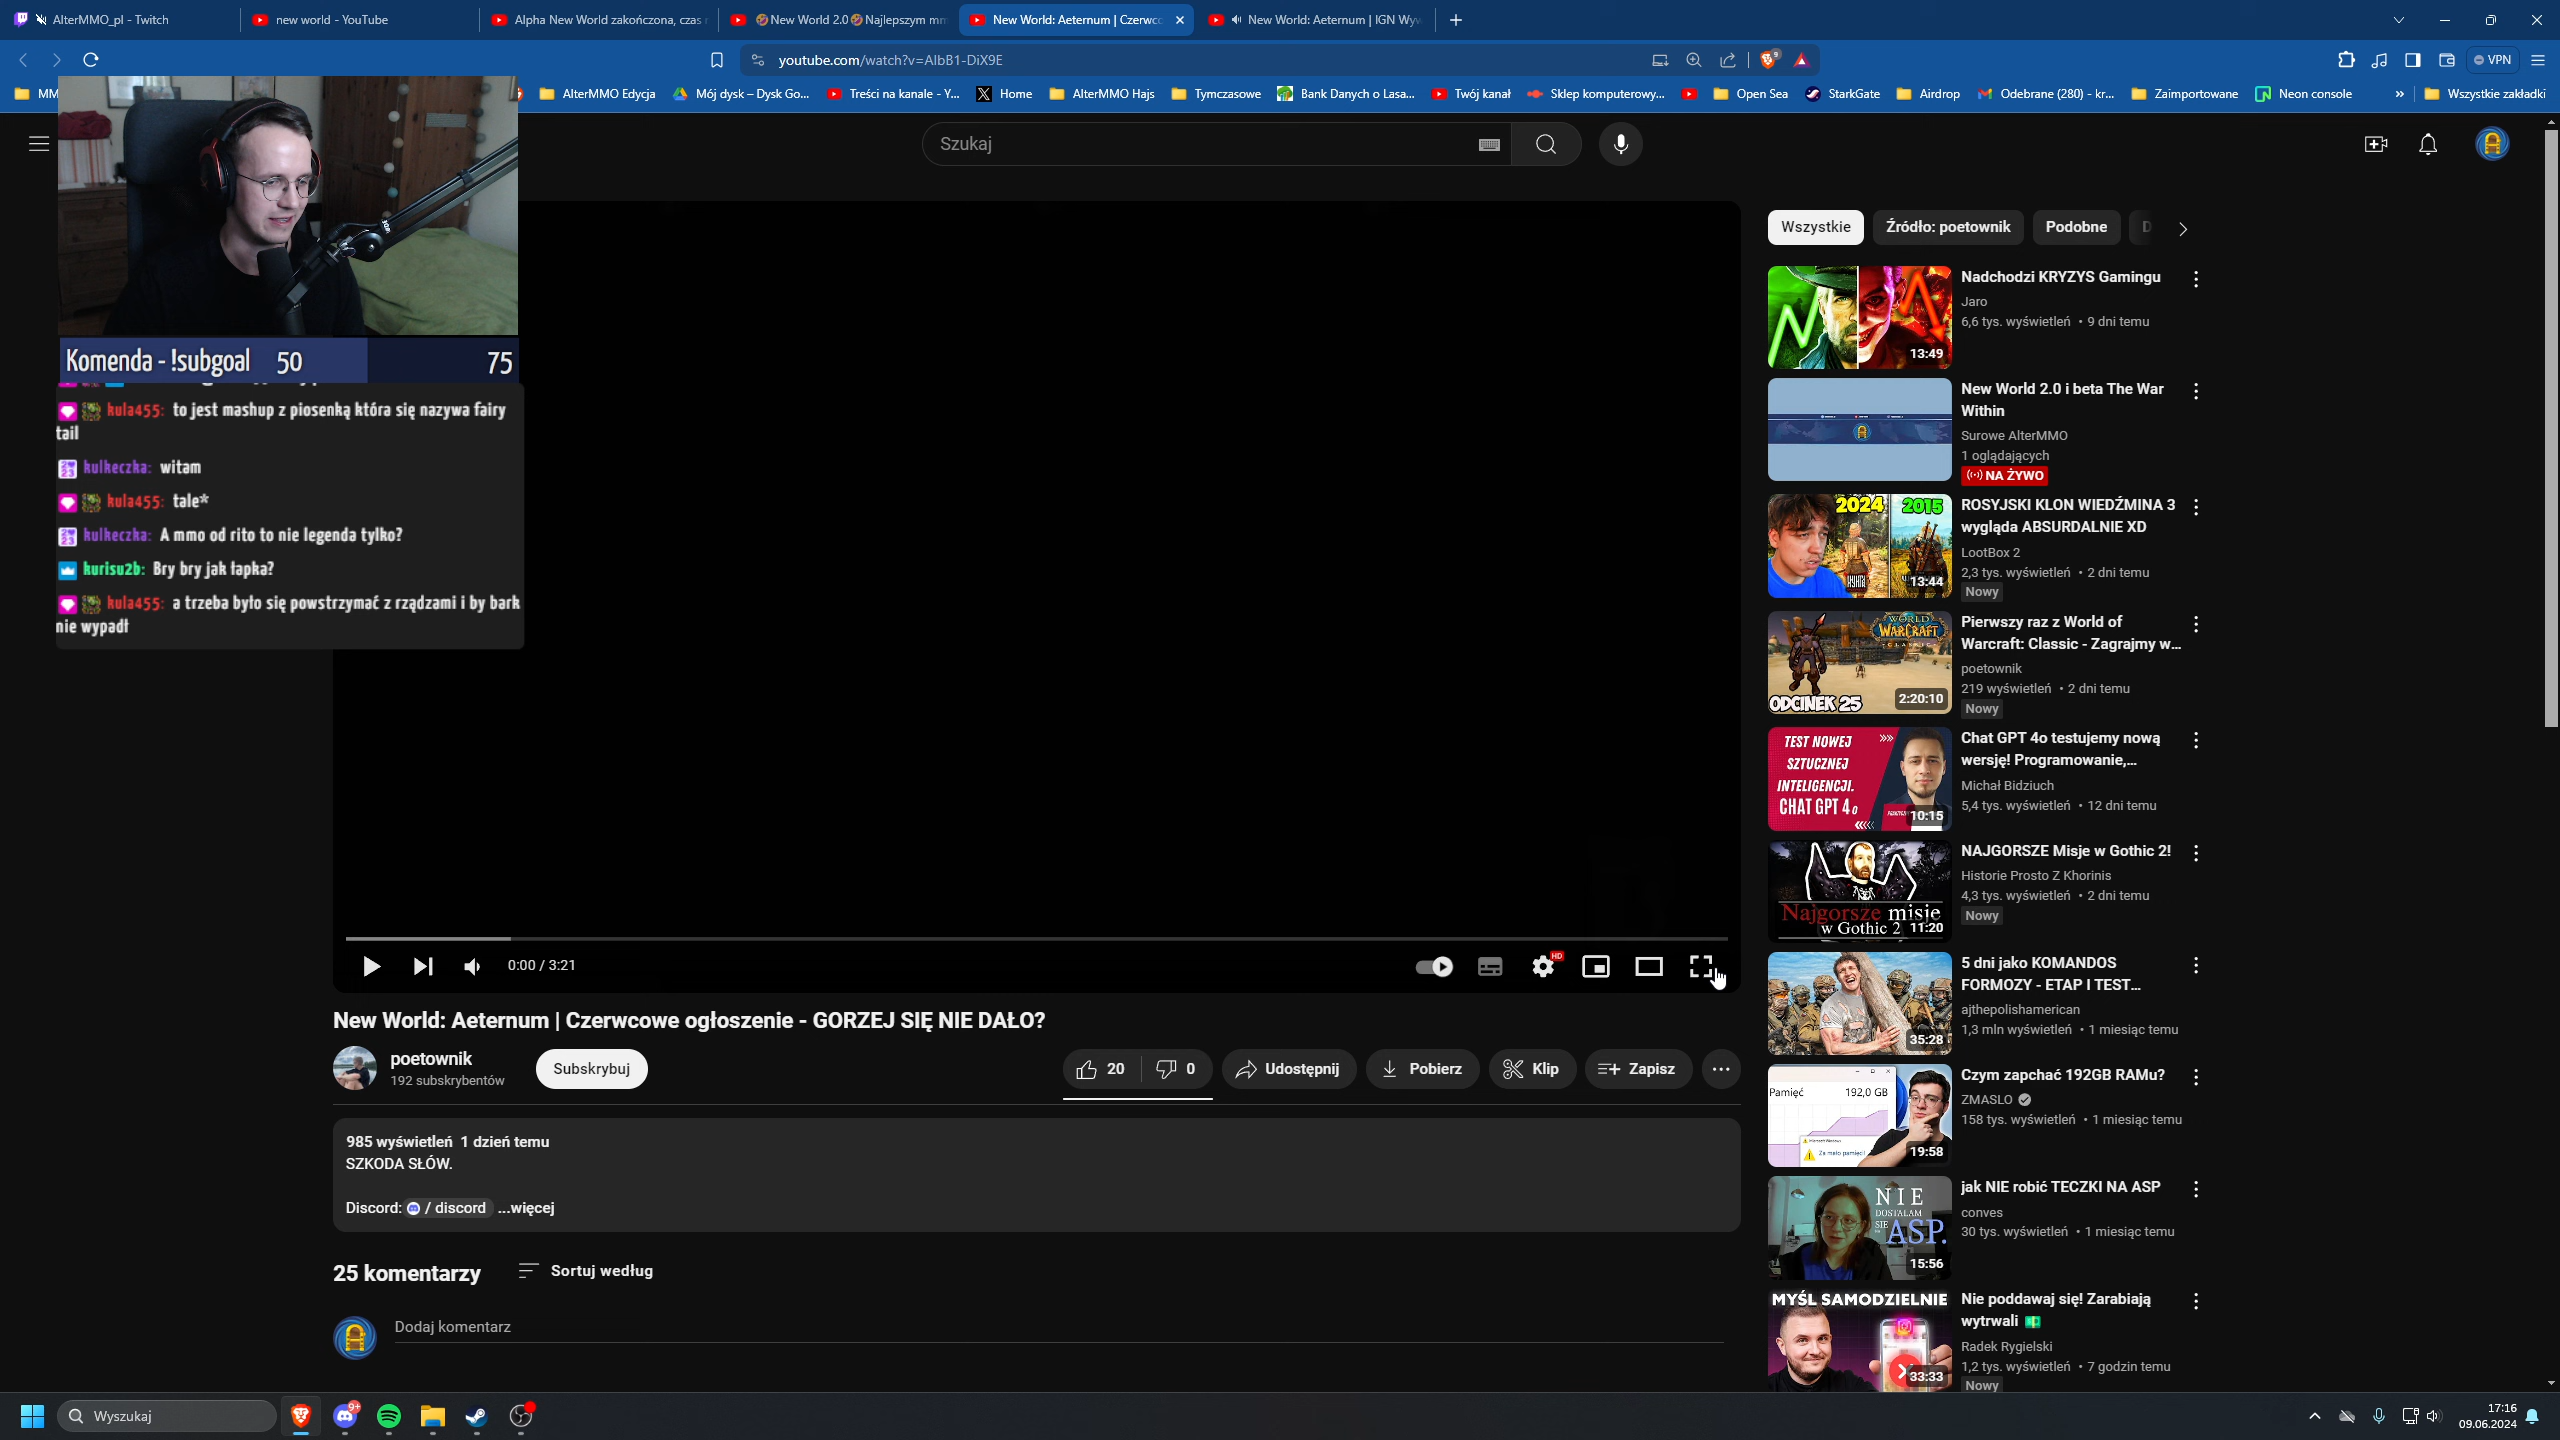 AlterMMO_pl - Twitch
new world - YouTube
Alpha New World zakończona, czas
New World 2.0 Najlepszym mm
New World: Aeternum | Czerwco
New World: Aeternum | IGN Wy
youtube.com/watch?v=AIbB1-DiX9E
VPN
MM
AlterMMO Edycja
Mój dysk – Dysk Go...
Treści na kanale - Y...
Home
AlterMMO Hajs
Tymczasowe
Bank Danych o Lasa...
Twój kanał
Sklep komputerowy...
Open Sea
StarkGate
Airdrop
Odebrane (280) - kr...
Zaimportowane
Neon console
Wszystkie zakładki
Szukaj
Komenda - !subgoal 50 75
kula455: to jest mashup z piosenką która się nazywa fairy
tail
kulkeczka: witam
kula455: tale*
kulkeczka: A mmo od rito to nie legenda tylko?
kurisu2b: Bry bry jak łapka?
kula455: a trzeba było się powstrzymać z rządzami i by bark
nie wypadł
0:00 / 3:21
HD
New World: Aeternum | Czerwcowe ogłoszenie - GORZEJ SIĘ NIE DAŁO?
poetownik
192 subskrybentów
Subskrybuj
20
0
Udostępnij
Pobierz
Klip
Zapisz
985 wyświetleń 1 dzień temu
SZKODA SŁÓW.
Discord: / discord ...więcej
25 komentarzy
Sortuj według
Dodaj komentarz
Wszystkie
Źródło: poetownik
Podobne
D
13:49
Nadchodzi KRYZYS Gamingu
Jaro
6,6 tys. wyświetleń • 9 dni temu
New World 2.0 i beta The War
Within
Surowe AlterMMO
1 oglądających
NA ŻYWO
2024 2015
13:44
ROSYJSKI KLON WIEDŹMINA 3
wygląda ABSURDALNIE XD
LootBox 2
2,3 tys. wyświetleń • 2 dni temu
Nowy
WORLD
WARCRAFT
CLASSIC
ODCINEK 25
2:20:10
Pierwszy raz z World of
Warcraft: Classic - Zagrajmy w...
poetownik
219 wyświetleń • 2 dni temu
Nowy
TEST NOWEJ
SZTUCZNEJ
INTELIGENCJI.
CHAT GPT 4o
10:15
Chat GPT 4o testujemy nową
wersję! Programowanie,...
Michał Bidziuch
5,4 tys. wyświetleń • 12 dni temu
Najgorsze misje
w Gothic 2
11:20
NAJGORSZE Misje w Gothic 2!
Historie Prosto Z Khorinis
4,3 tys. wyświetleń • 2 dni temu
Nowy
35:28
5 dni jako KOMANDOS
FORMOZY - ETAP I TEST...
ajthepolishamerican
1,3 mln wyświetleń • 1 miesiąc temu
Pamięć 192,0 GB
Za mało pamięci!
19:58
Czym zapchać 192GB RAMu?
ZMASLO
158 tys. wyświetleń • 1 miesiąc temu
NIE
DOSTAŁAM
SIĘ
ASP.
15:56
jak NIE robić TECZKI NA ASP
conves
30 tys. wyświetleń • 1 miesiąc temu
MYŚL SAMODZIELNIE
33:33
Nie poddawaj się! Zarabiają
wytrwali
Radek Rygielski
1,2 tys. wyświetleń • 7 godzin temu
Nowy
Wyszukaj
9+
17:16
09.06.2024